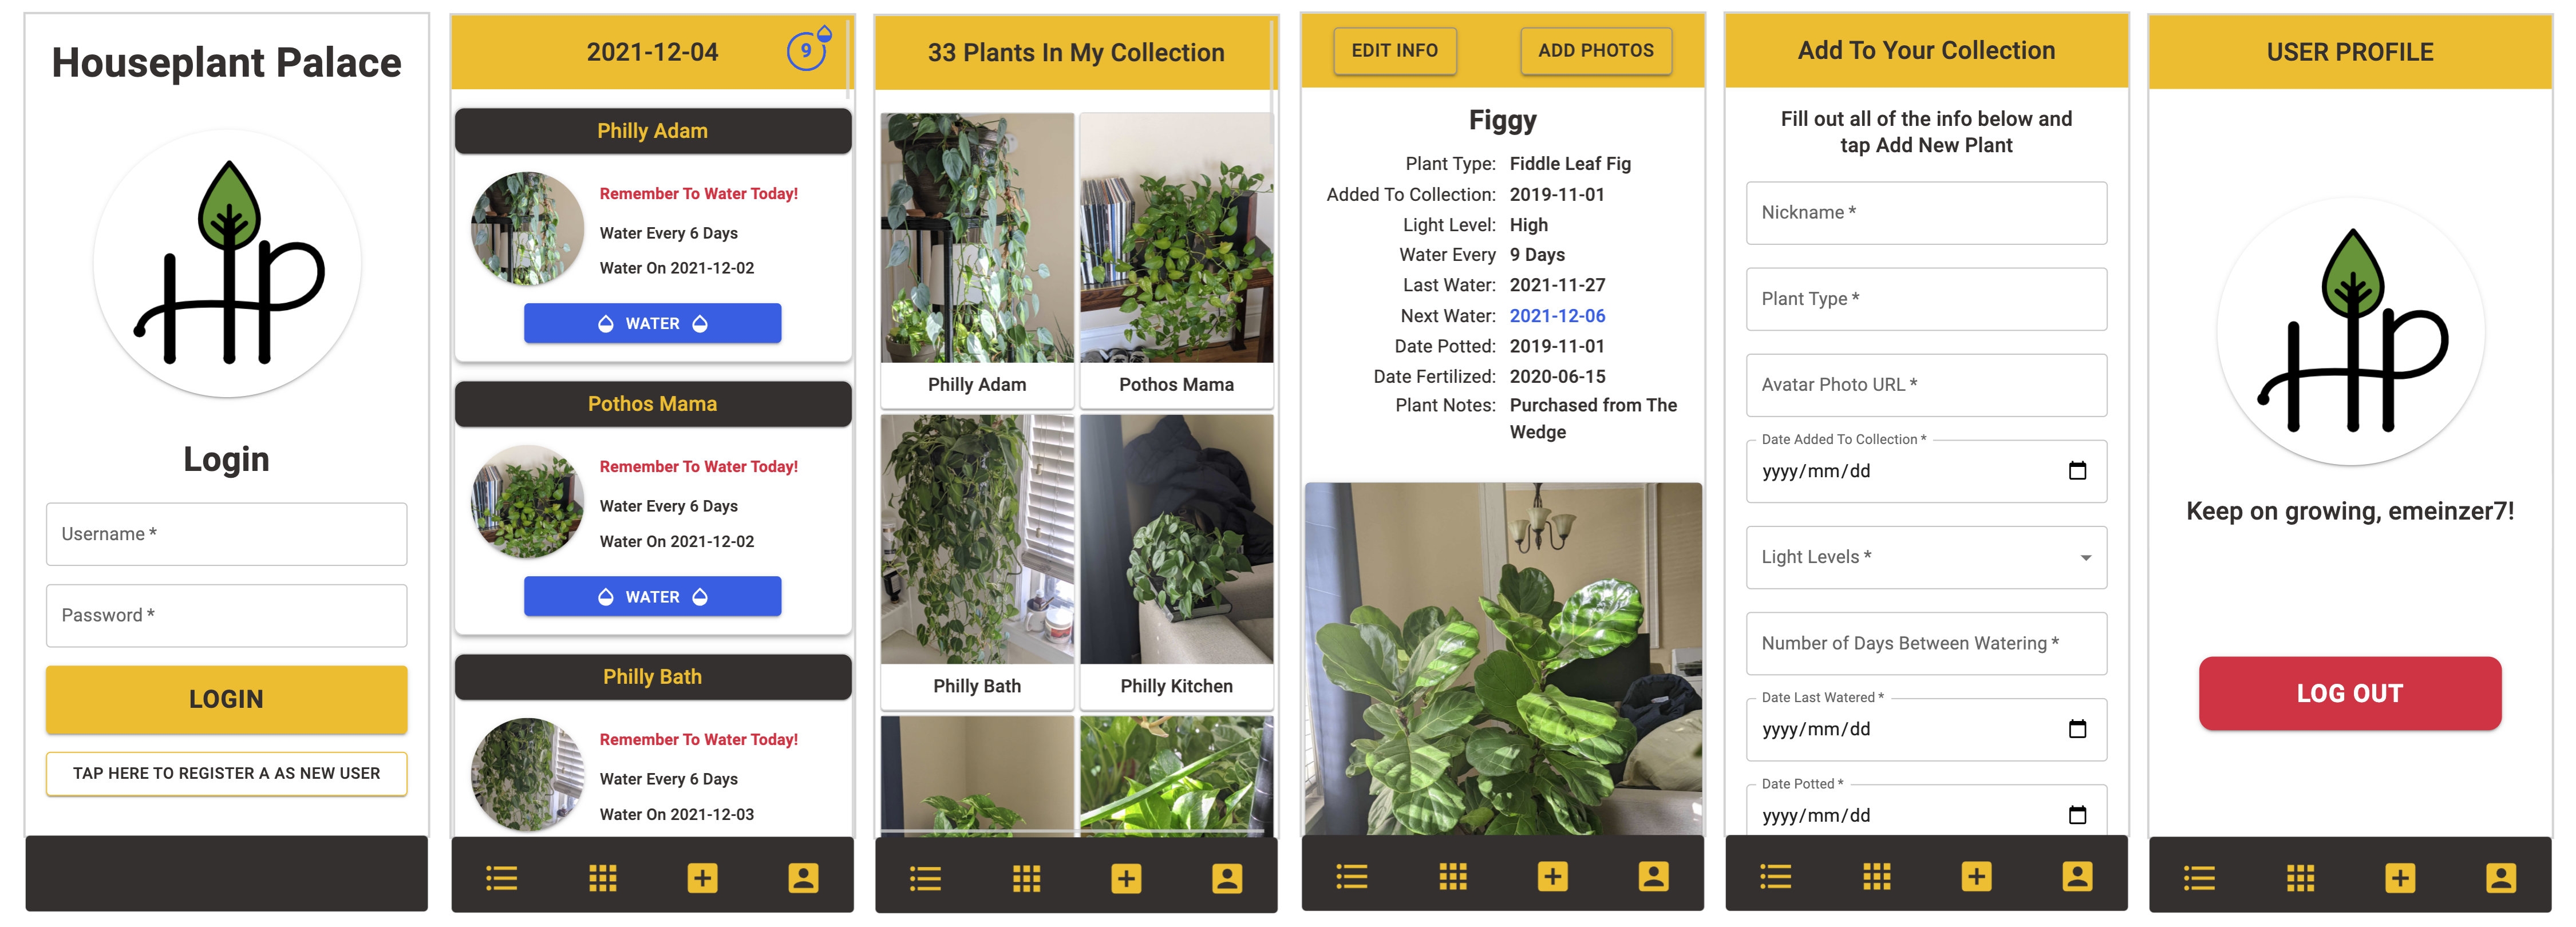 Houseplant Palace
HP
Login
Username *
Password *
LOGIN
TAP HERE TO REGISTER A AS NEW USER
2021-12-04
9
Philly Adam
Remember To Water Today!
Water Every 6 Days
Water On 2021-12-02
WATER
Pothos Mama
Remember To Water Today!
Water Every 6 Days
Water On 2021-12-02
WATER
Philly Bath
Remember To Water Today!
Water Every 6 Days
Water On 2021-12-03
33 Plants In My Collection
Philly Adam
Pothos Mama
Philly Bath
Philly Kitchen
EDIT INFO
ADD PHOTOS
Figgy
Plant Type: Fiddle Leaf Fig
Added To Collection: 2019-11-01
Light Level: High
Water Every 9 Days
Last Water: 2021-11-27
Next Water: 2021-12-06
Date Potted: 2019-11-01
Date Fertilized: 2020-06-15
Plant Notes: Purchased from The
Wedge
Add To Your Collection
Fill out all of the info below and
tap Add New Plant
Nickname *
Plant Type *
Avatar Photo URL *
Date Added To Collection *
yyyy/mm/dd
Light Levels *
Number of Days Between Watering *
Date Last Watered *
yyyy/mm/dd
Date Potted *
yyyy/mm/dd
USER PROFILE
HP
Keep on growing, emeinzer7!
LOG OUT